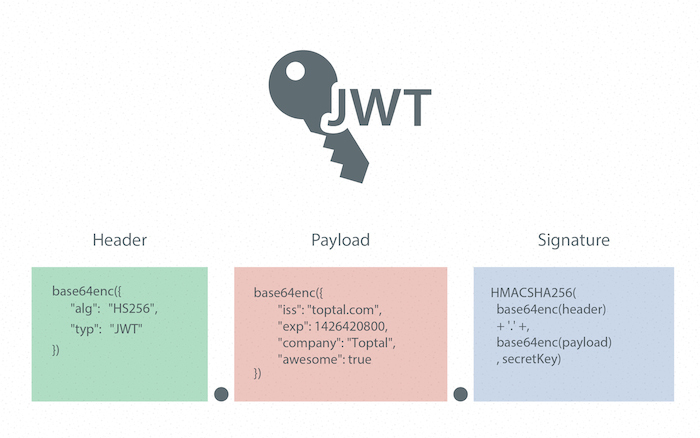 JWT
Header
Payload
Signature
base64enc({
"alg": "HS256",
"typ": "JWT"
})
base64enc({
"iss": "toptal.com",
"exp": 1426420800,
"company": "Toptal",
"awesome": true
})
HMACSHA256(
base64enc(header)
+ '.' +,
base64enc(payload)
, secretKey)